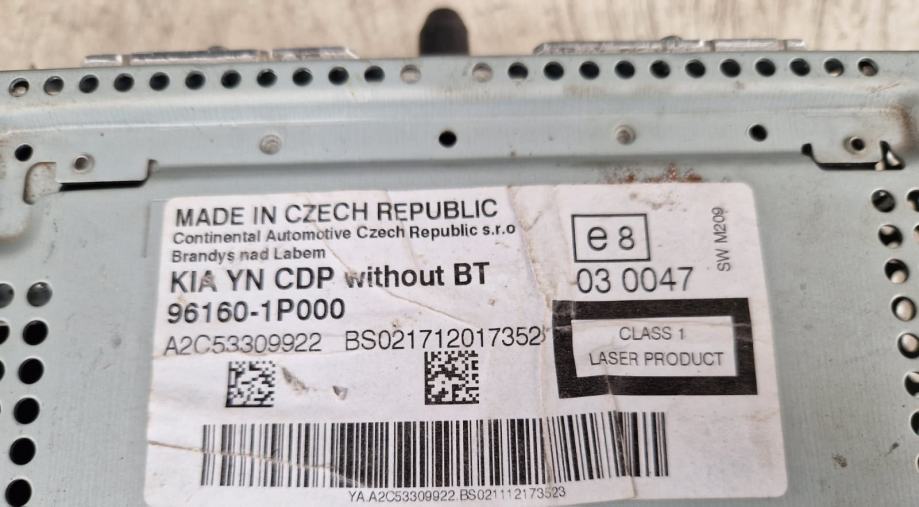 MADE IN CZECH REPUBLIC
Continental Automotive Czech Republic s.r.o
Brandys nad Labem
KIA YN CDP without BT
96160-1P000
A2C53309922 BS021712017352
e8
03 0047
SW M209
CLASS 1
LASER PRODUCT
YA.A2C53309922.BS021112173523